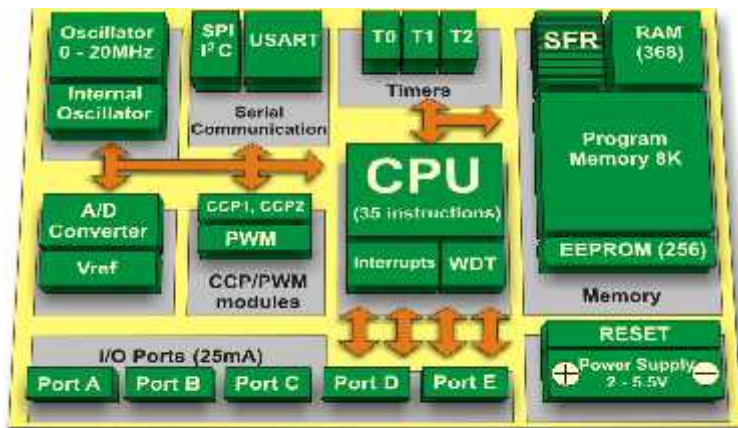 Oscillator
0 - 20MHz
Internal
Oscillator
SPI
I²C
USART
Serial
Communication
T0 T1 T2
Timers
SFR
RAM
(368)
Program
Memory 8K
EEPROM (256)
Memory
A/D
Converter
Vref
CCP1, CCP2
PWM
CCP/PWM
modules
CPU
(35 instructions)
Interrupts
WDT
I/O Ports (25mA)
Port A
Port B
Port C
Port D
Port E
RESET
+ Power Supply −
2 - 5.5V